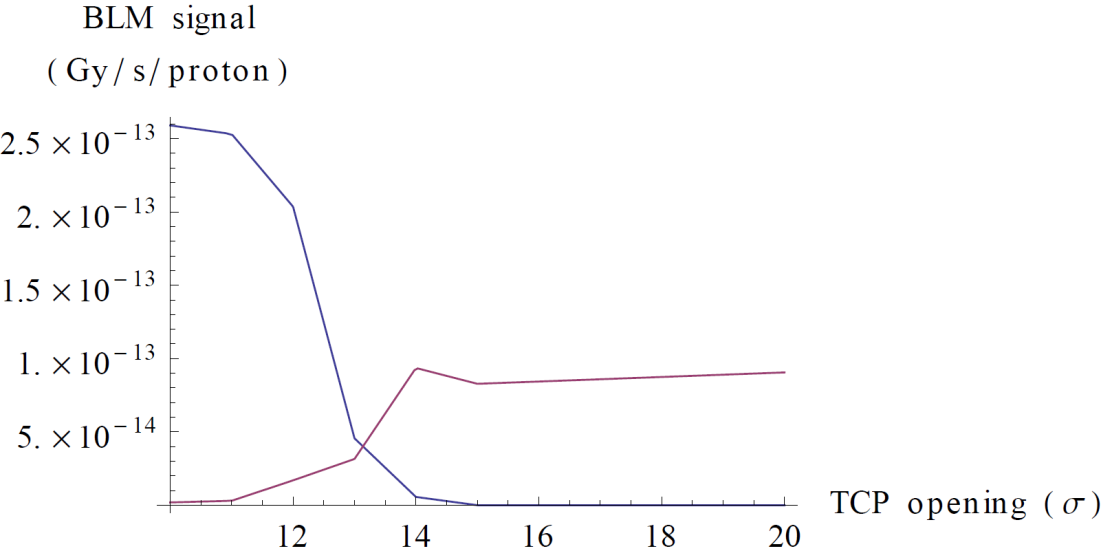 BLM signal
(Gy/s/proton)
2.5×10⁻¹³
2.×10⁻¹³
1.5×10⁻¹³
1.×10⁻¹³
5.×10⁻¹⁴
12 14 16 18 20
TCP opening (σ)